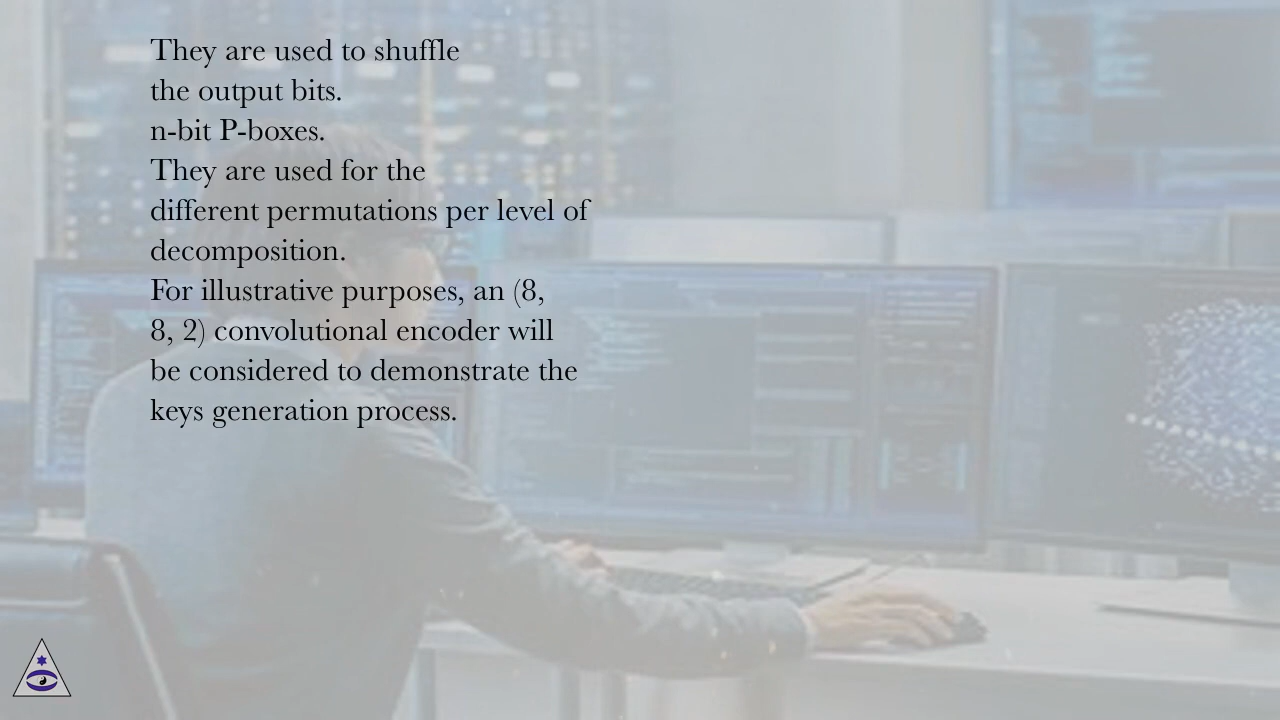 They are used to shuffle
the output bits.
n-bit P-boxes.
They are used for the
different permutations per level of
decomposition.
For illustrative purposes, an (8,
8, 2) convolutional encoder will
be considered to demonstrate the
keys generation process.